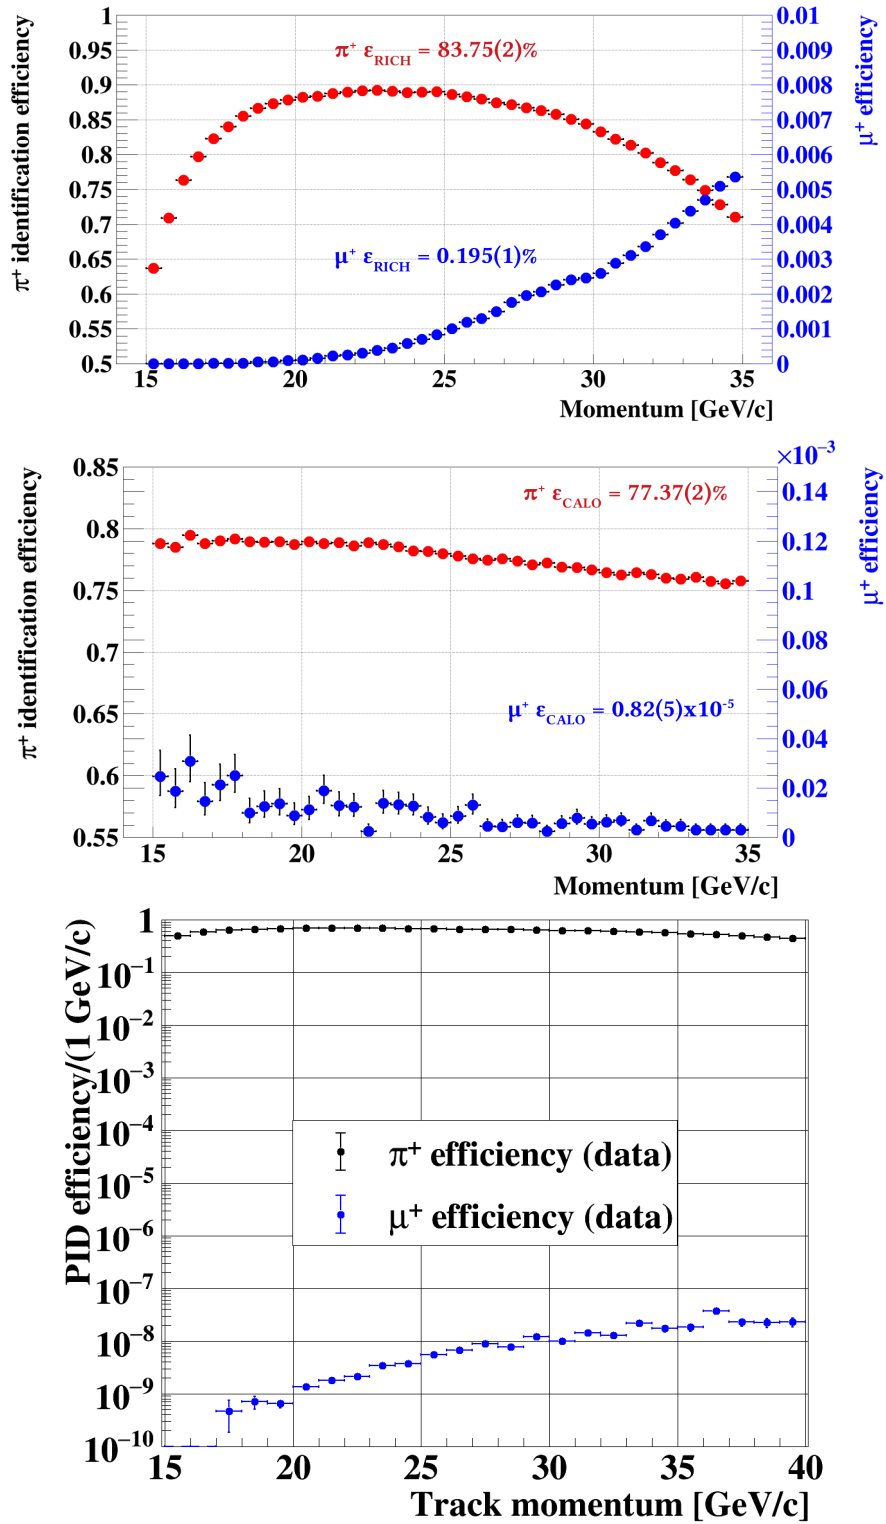 π⁺ identification efficiency
μ⁺ efficiency
1
0.95
0.9
0.85
0.8
0.75
0.7
0.65
0.6
0.55
0.5
π⁺ ε_RICH = 83.75(2)%
μ⁺ ε_RICH = 0.195(1)%
0.01
0.009
0.008
0.007
0.006
0.005
0.004
0.003
0.002
0.001
0
15 20 25 30 35
Momentum [GeV/c]
π⁺ identification efficiency
μ⁺ efficiency
×10⁻³
0.85
0.8
0.75
0.7
0.65
0.6
0.55
π⁺ ε_CALO = 77.37(2)%
μ⁺ ε_CALO = 0.82(5)x10⁻⁵
0.14
0.12
0.1
0.08
0.06
0.04
0.02
0
15 20 25 30 35
Momentum [GeV/c]
PID efficiency/(1 GeV/c)
1
10⁻¹
10⁻²
10⁻³
10⁻⁴
10⁻⁵
10⁻⁶
10⁻⁷
10⁻⁸
10⁻⁹
10⁻¹⁰
π⁺ efficiency (data)
μ⁺ efficiency (data)
15 20 25 30 35 40
Track momentum [GeV/c]